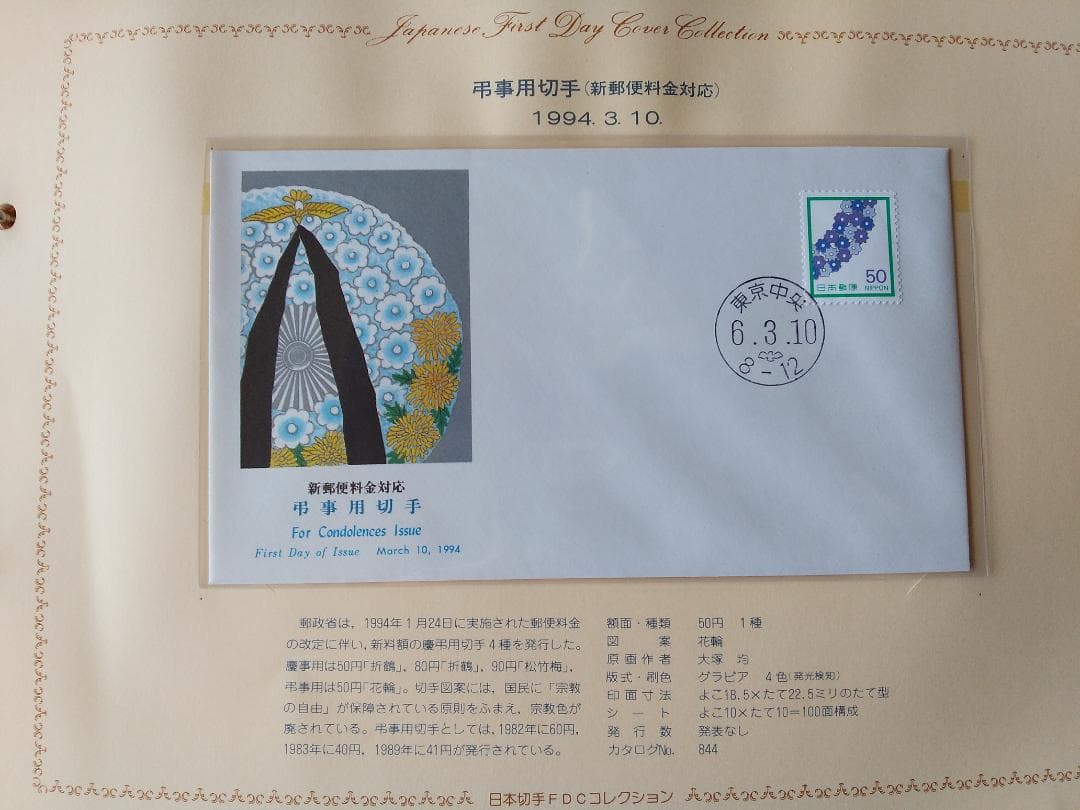 Japanese First Day Cover Collection
弔事用切手(新郵便料金対応)
1994. 3. 10.
50
日本郵便
NIPPON
東京中央
6.3.10
8-12
新郵便料金対応
弔事用切手
For Condolences Issue
First Day of Issue March 10, 1994
郵政省は,1994年1月24日に実施された郵便料金
の改定に伴い,新料額の慶弔用切手4種を発行した。
慶事用は50円「折鶴」,80円「折鶴」,90円「松竹梅」,
弔事用は50円「花輪」。切手図案には,国民に「宗教
の自由」が保障されている原則をふまえ,宗教色が
廃されている。弔事用切手としては,1982年に60円,
1983年に40円,1989年に41円が発行されている。
額面・種類 50円 1種
図案 花輪
原画作者 大塚 均
版式・刷色 グラビア 4色(発光検知)
印面寸法 よこ18.5×たて22.5ミリのたて型
シート よこ10×たて10=100面構成
発行数 発表なし
カタログNo. 844
日本切手FDCコレクション